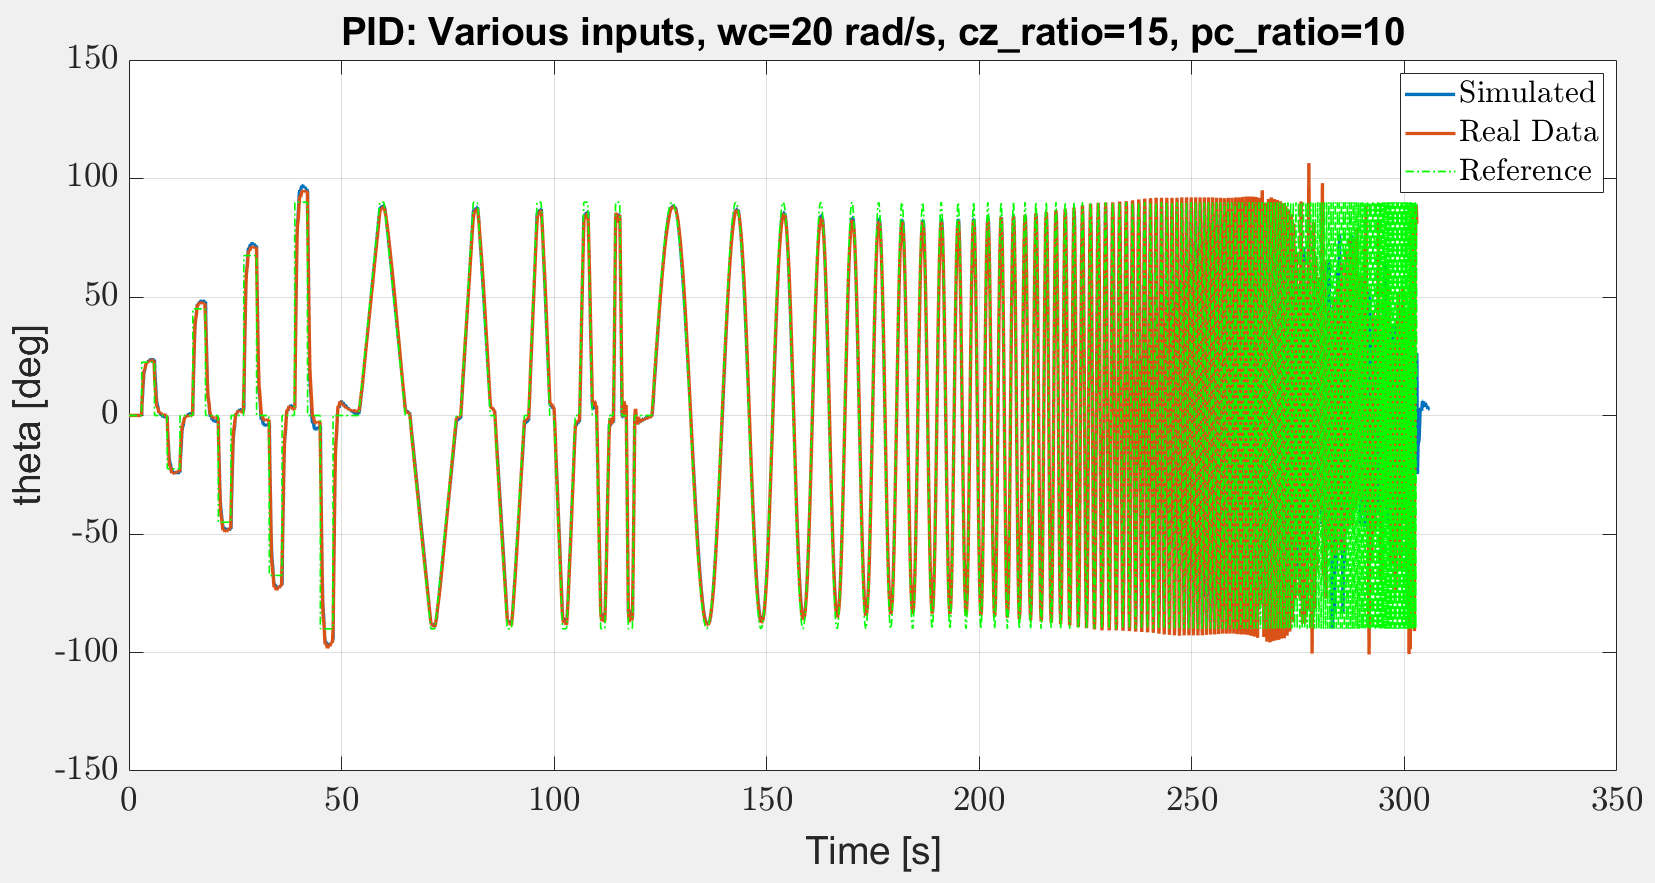 PID: Various inputs, wc=20 rad/s, cz_ratio=15, pc_ratio=10
150
100
50
0
-50
-100
-150
theta [deg]
Simulated
Real Data
Reference
0 50 100 150 200 250 300 350
Time [s]